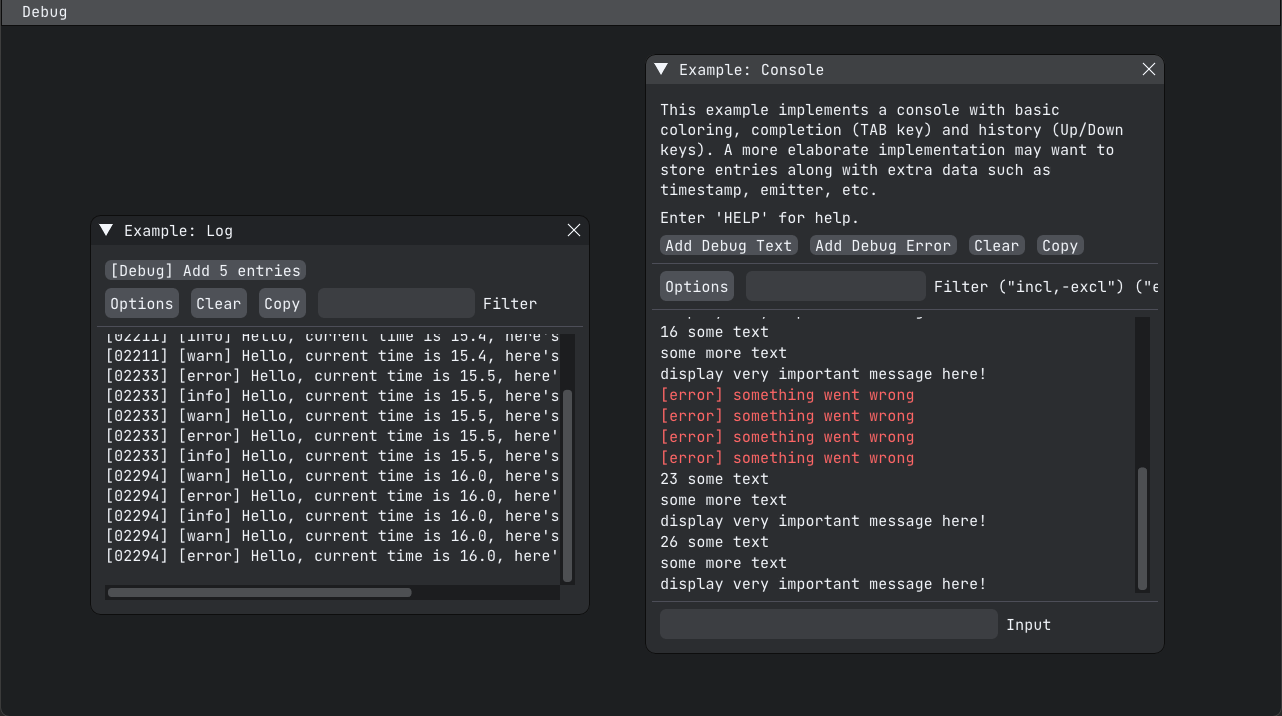 Debug
Example: Log
[Debug] Add 5 entries
Options Clear Copy Filter
[02211] [info] Hello, current time is 15.4, here's
[02211] [warn] Hello, current time is 15.4, here's
[02233] [error] Hello, current time is 15.5, here'
[02233] [info] Hello, current time is 15.5, here's
[02233] [warn] Hello, current time is 15.5, here's
[02233] [error] Hello, current time is 15.5, here'
[02233] [info] Hello, current time is 15.5, here's
[02294] [warn] Hello, current time is 16.0, here's
[02294] [error] Hello, current time is 16.0, here'
[02294] [info] Hello, current time is 16.0, here's
[02294] [warn] Hello, current time is 16.0, here's
[02294] [error] Hello, current time is 16.0, here'
Example: Console
This example implements a console with basic
coloring, completion (TAB key) and history (Up/Down
keys). A more elaborate implementation may want to
store entries along with extra data such as
timestamp, emitter, etc.
Enter 'HELP' for help.
Add Debug Text Add Debug Error Clear Copy
Options Filter ("incl,-excl") ("e
16 some text
some more text
display very important message here!
[error] something went wrong
[error] something went wrong
[error] something went wrong
[error] something went wrong
23 some text
some more text
display very important message here!
26 some text
some more text
display very important message here!
Input